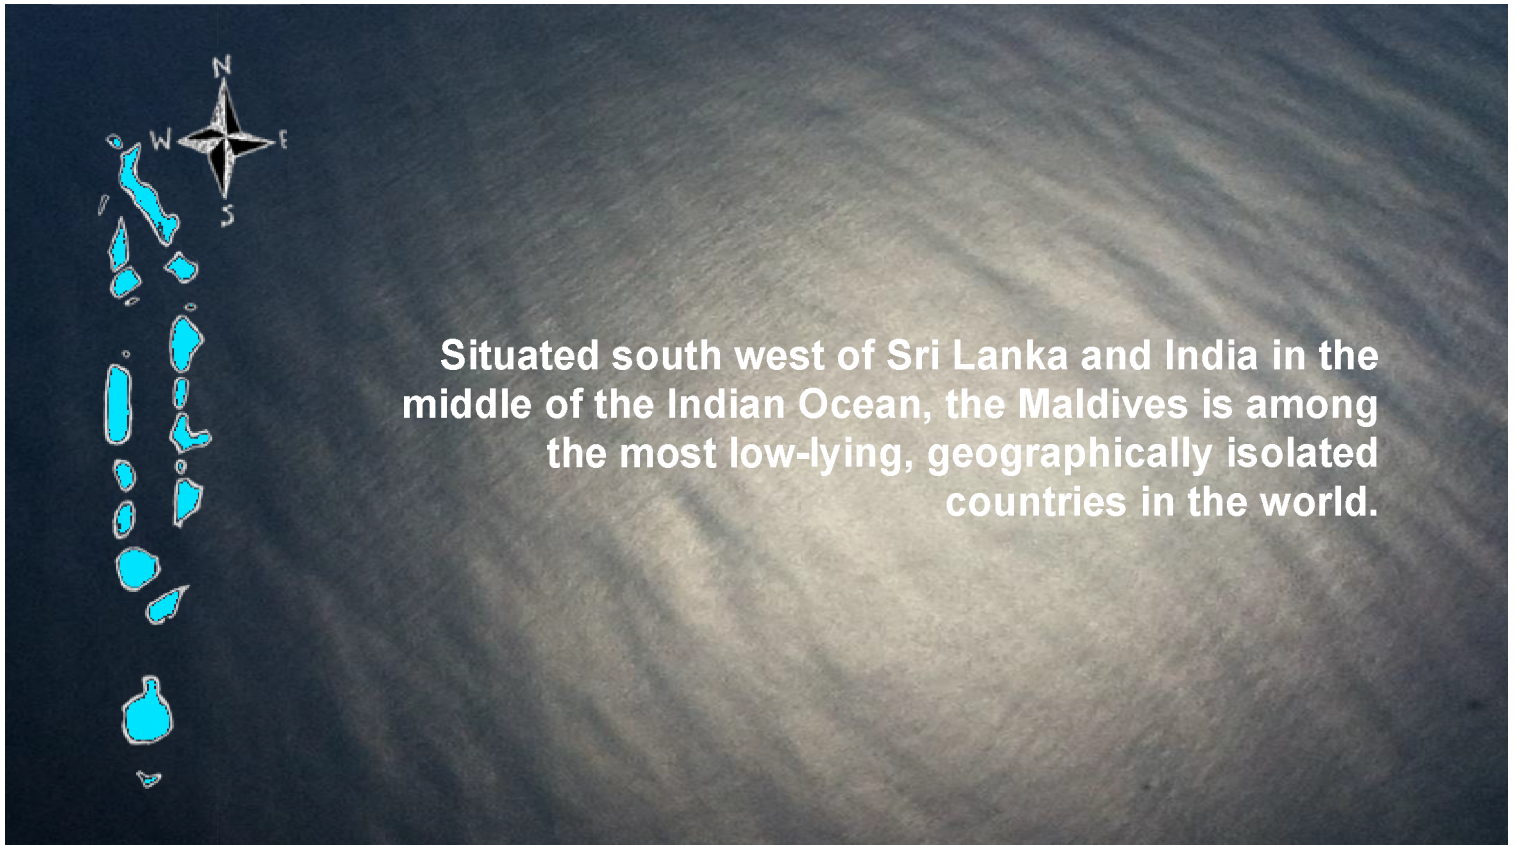 N
W E
S
Situated south west of Sri Lanka and India in the
middle of the Indian Ocean, the Maldives is among
the most low-lying, geographically isolated
countries in the world.